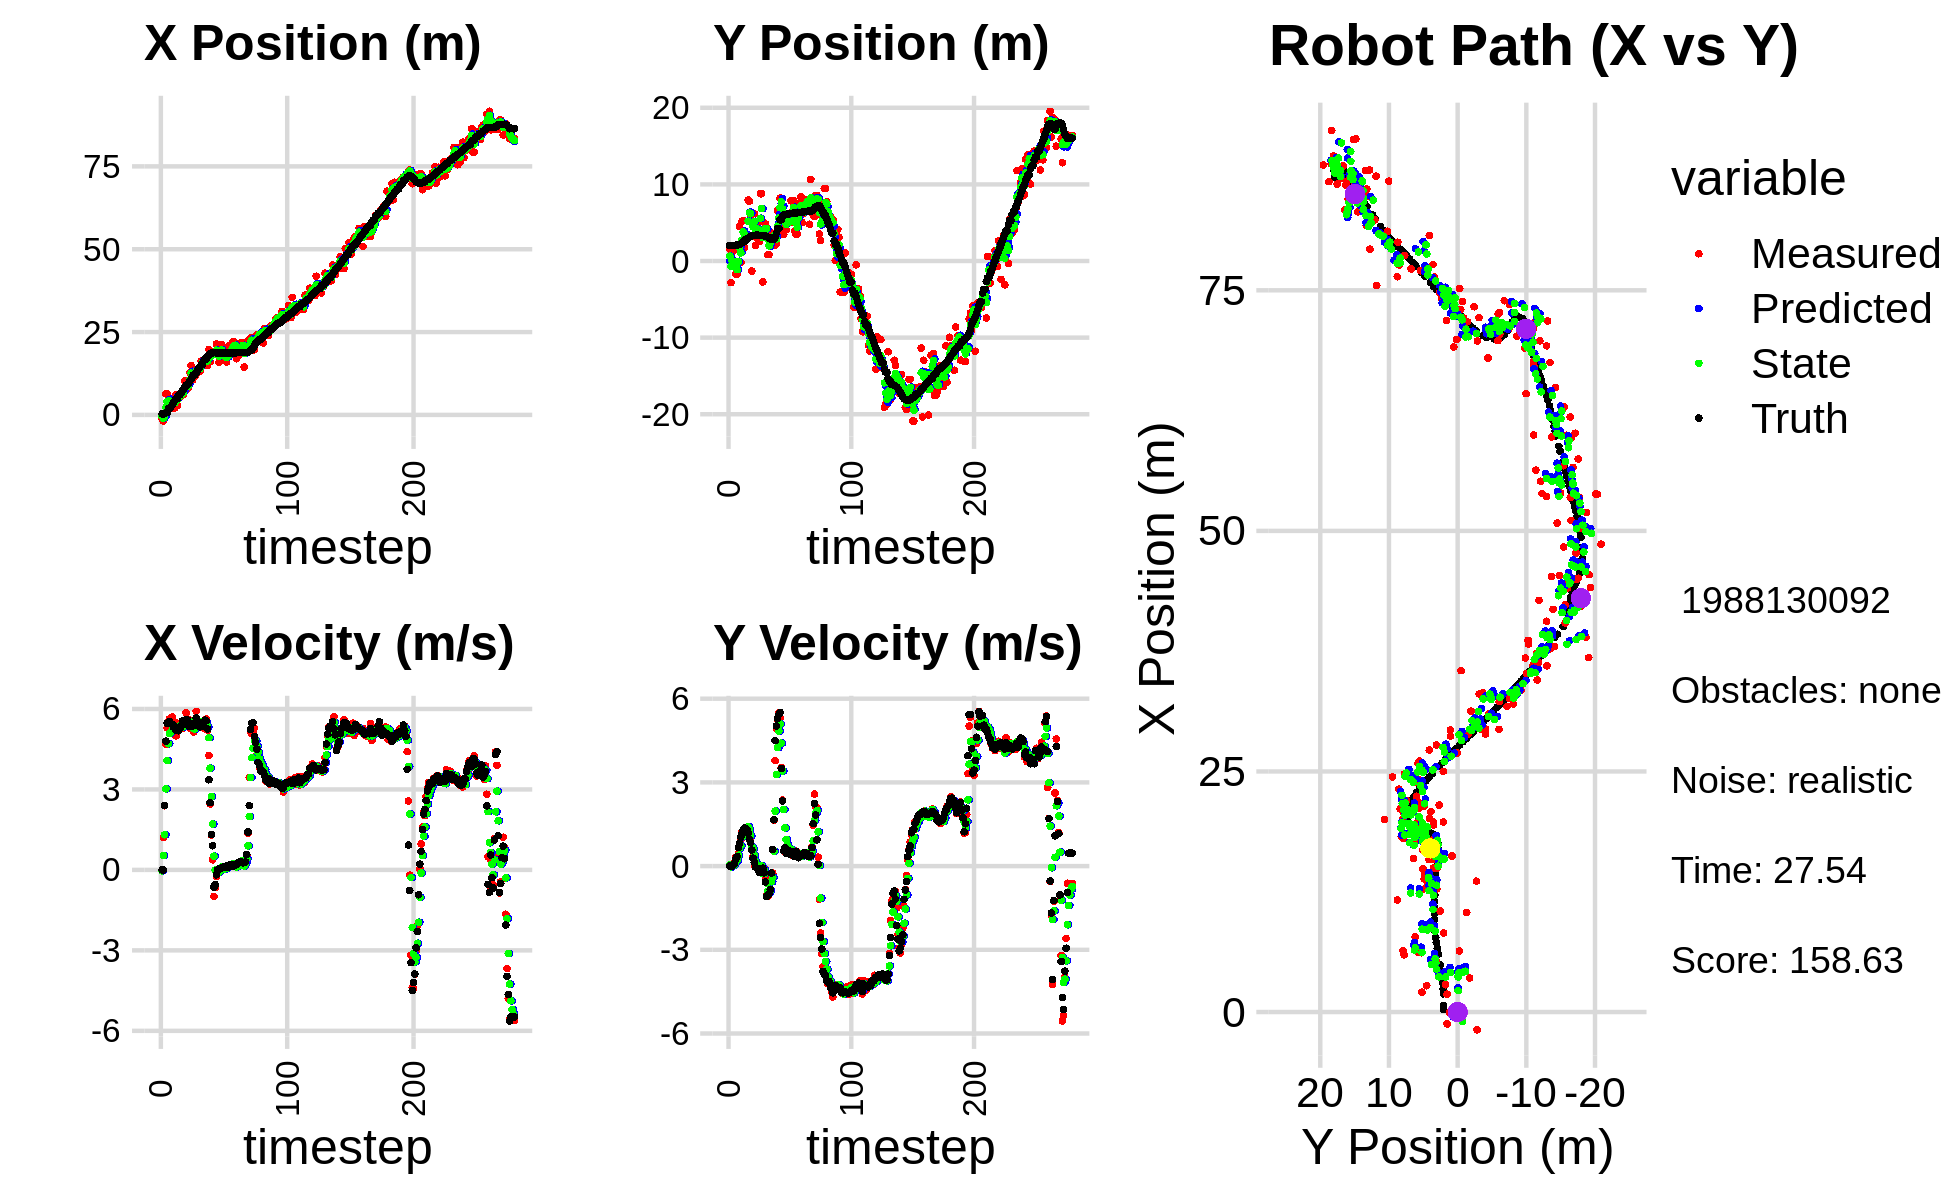 X Position (m)
75
50
25
0
0
100
200
timestep
Y Position (m)
20
10
0
-10
-20
0
100
200
timestep
X Velocity (m/s)
6
3
0
-3
-6
0
100
200
timestep
Y Velocity (m/s)
6
3
0
-3
-6
0
100
200
timestep
Robot Path (X vs Y)
X Position (m)
75
50
25
0
20 10 0 -10 -20
Y Position (m)
variable
Measured
Predicted
State
Truth
1988130092
Obstacles: none
Noise: realistic
Time: 27.54
Score: 158.63